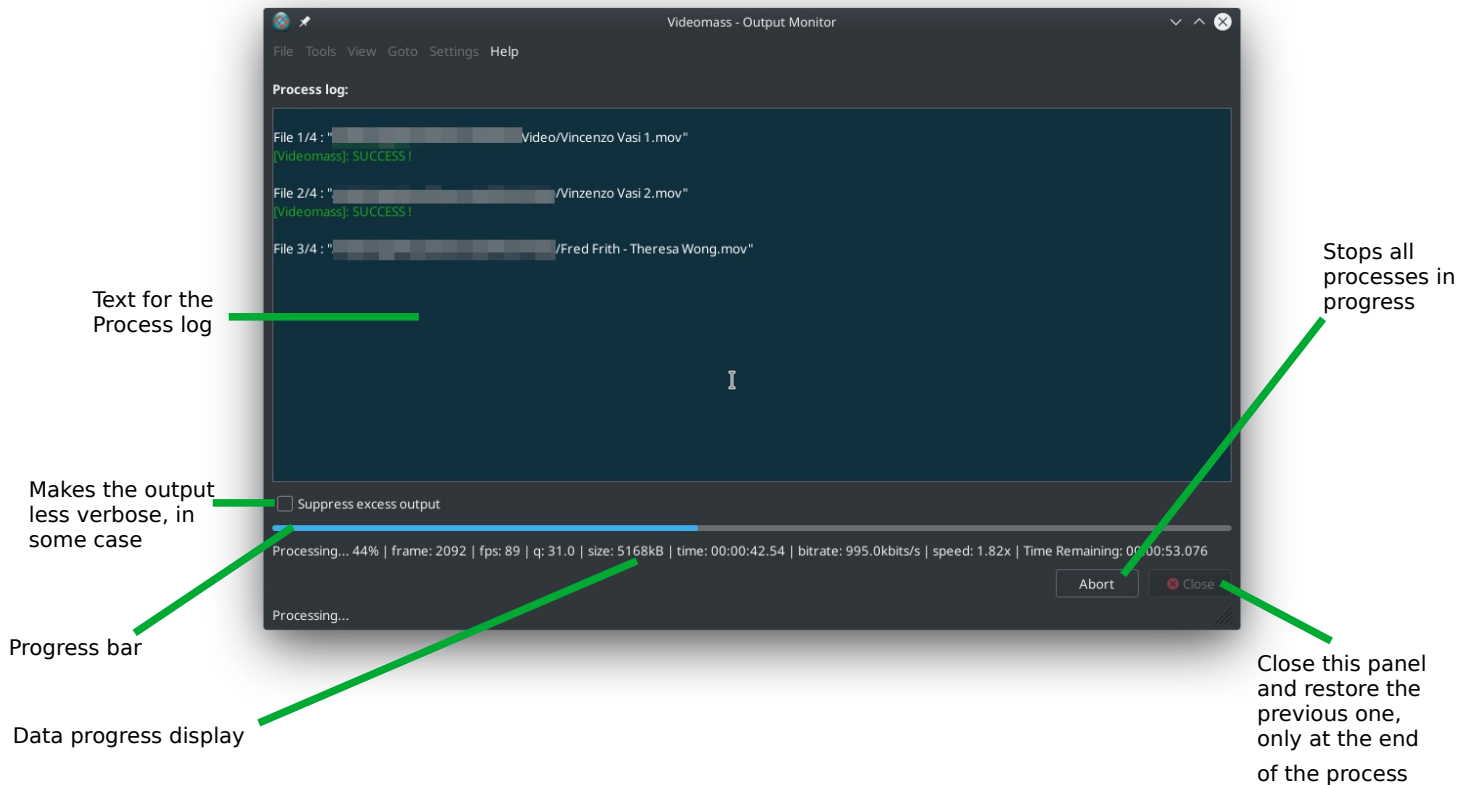 Videomass - Output Monitor
File Tools View Goto Settings Help
Process log:
File 1/4 : " Video/Vincenzo Vasi 1.mov"
[Videomass]: SUCCESS !
File 2/4 : " /Vinzenzo Vasi 2.mov"
[Videomass]: SUCCESS !
File 3/4 : " /Fred Frith - Theresa Wong.mov"
Text for the
Process log
Stops all
processes in
progress
Makes the output
less verbose, in
some case
Suppress excess output
Processing... 44% | frame: 2092 | fps: 89 | q: 31.0 | size: 5168kB | time: 00:00:42.54 | bitrate: 995.0kbits/s | speed: 1.82x | Time Remaining: 00:00:53.076
Abort
Close
Processing...
Progress bar
Data progress display
Close this panel
and restore the
previous one,
only at the end
of the process